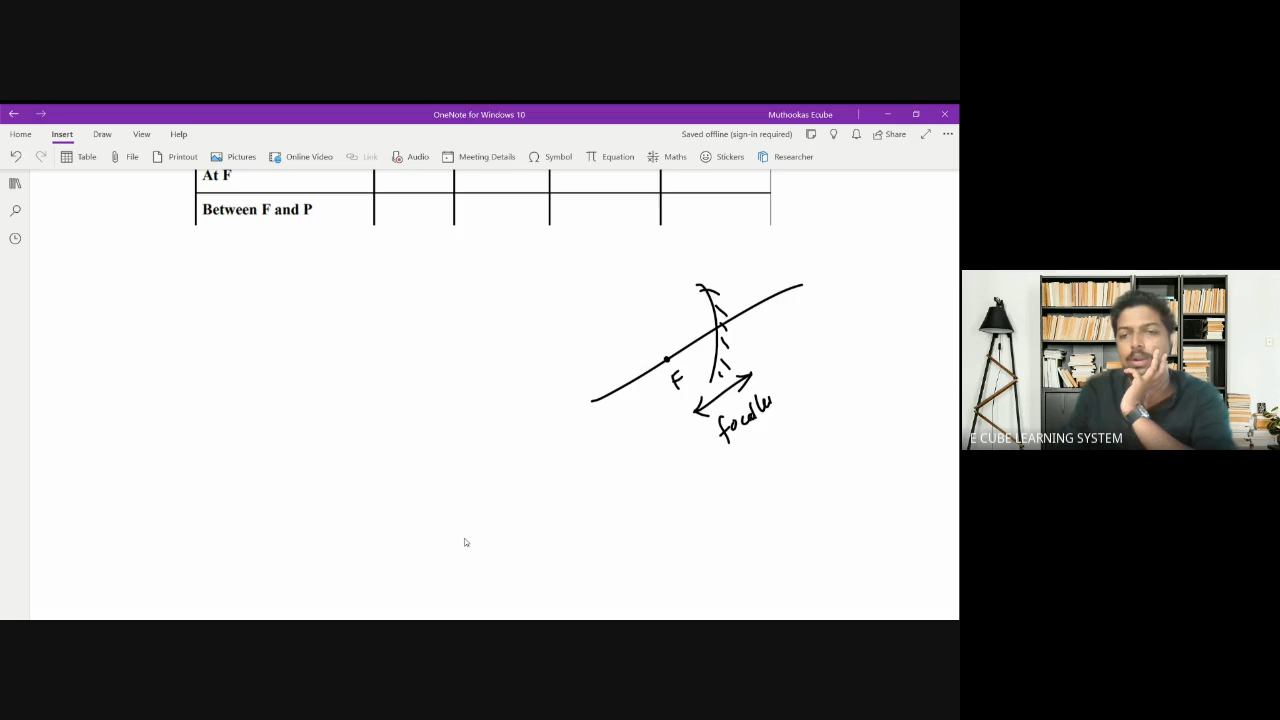 OneNote for Windows 10
Muthookas Ecube
Home Insert Draw View Help
Saved offline (sign-in required)
Share
Table File Printout Pictures Online Video Link Audio Meeting Details Symbol Equation Maths Stickers Researcher
At F
Between F and P
F
E CUBE LEARNING SYSTEM